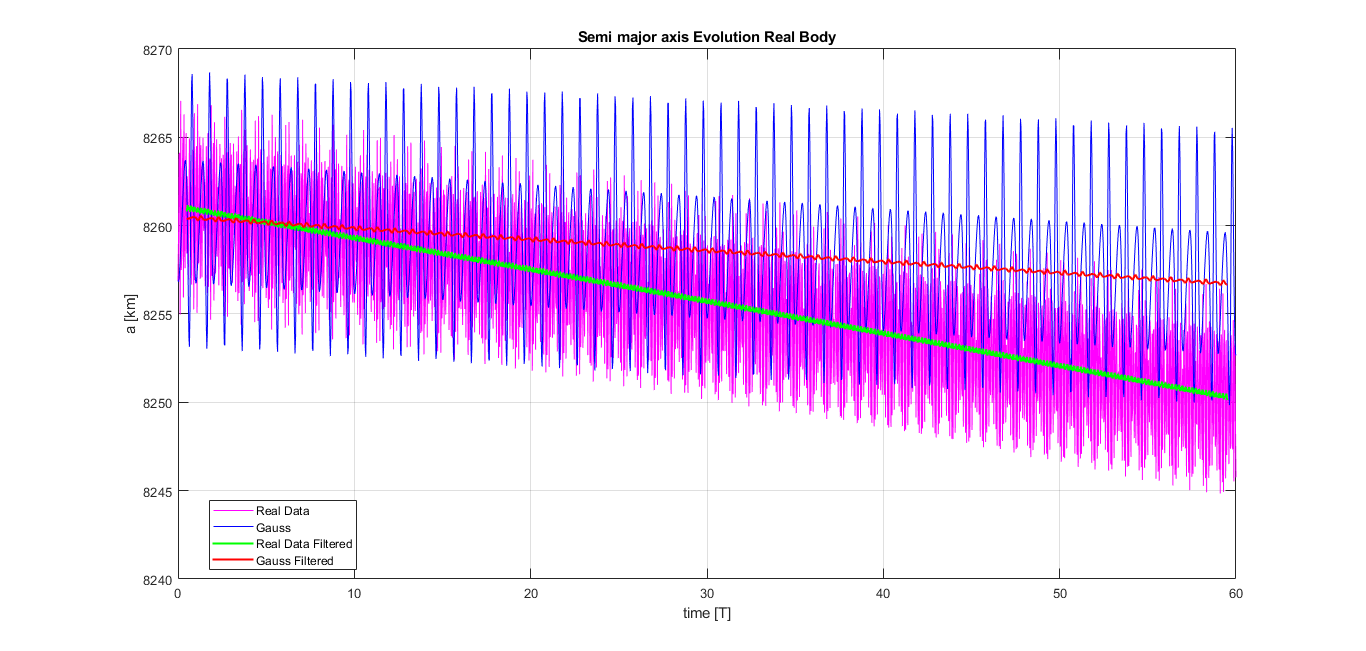 Semi major axis Evolution Real Body
8270
8265
8260
8255
8250
8245
8240
a [km]
Real Data
Gauss
Real Data Filtered
Gauss Filtered
0 10 20 30 40 50 60
time [T]